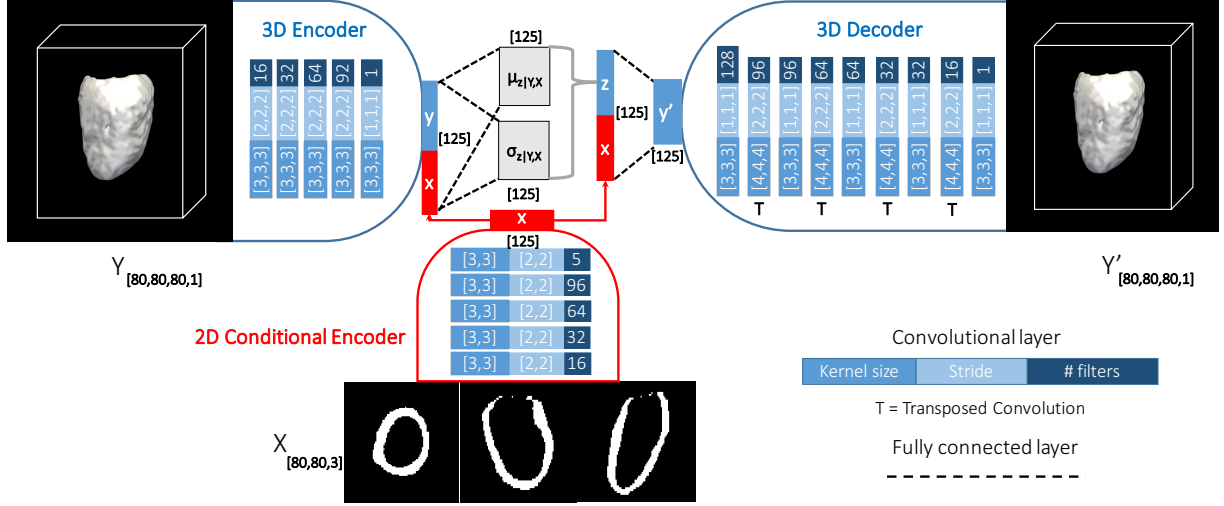 3D Encoder
16 32 64 92 1
[2,2,2] [2,2,2] [2,2,2] [2,2,2] [1,1,1]
[3,3,3] [3,3,3] [3,3,3] [3,3,3] [3,3,3]
Y[80,80,80,1]
y
x
[125]
[125]
μz|Y,X
σz|Y,X
[125]
z
x
[125]
y’
[125]
3D Decoder
128 96 96 64 64 32 32 16 1
[1,1,1] [2,2,2] [1,1,1] [2,2,2] [1,1,1] [2,2,2] [1,1,1] [2,2,2] [1,1,1]
[3,3,3] [4,4,4] [3,3,3] [4,4,4] [3,3,3] [4,4,4] [3,3,3] [4,4,4] [3,3,3]
T T T T
Y’[80,80,80,1]
x
[125]
[3,3] [2,2] 5
[3,3] [2,2] 96
[3,3] [2,2] 64
[3,3] [2,2] 32
[3,3] [2,2] 16
2D Conditional Encoder
X[80,80,3]
Convolutional layer
Kernel size Stride # filters
T = Transposed Convolution
Fully connected layer